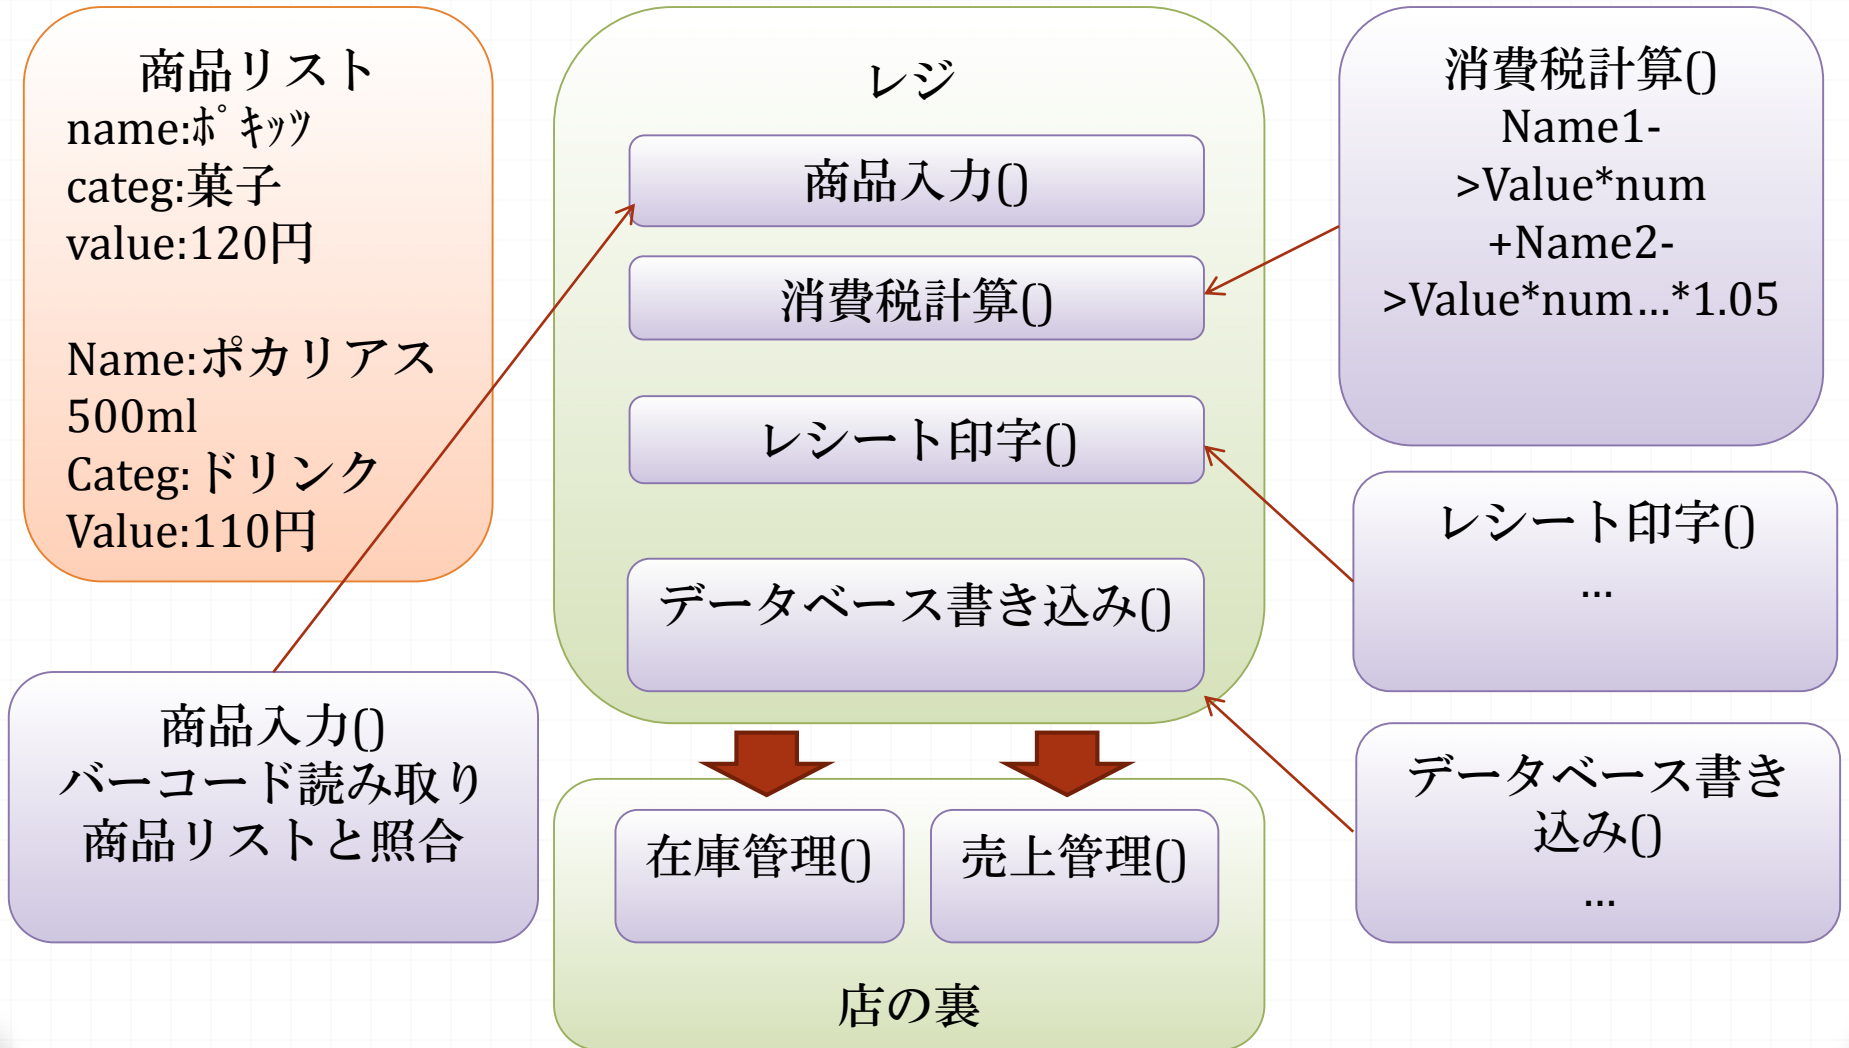 商品リスト
name:ﾎﾟｷｯﾂ
categ:菓子
value:120円
Name:ポカリアス
500ml
Categ:ドリンク
Value:110円
商品入力()
バーコード読み取り
商品リストと照合
レジ
商品入力()
消費税計算()
レシート印字()
データベース書き込み()
在庫管理()
売上管理()
店の裏
消費税計算()
Name1-
>Value*num
+Name2-
>Value*num...*1.05
レシート印字()
...
データベース書き
込み()
...